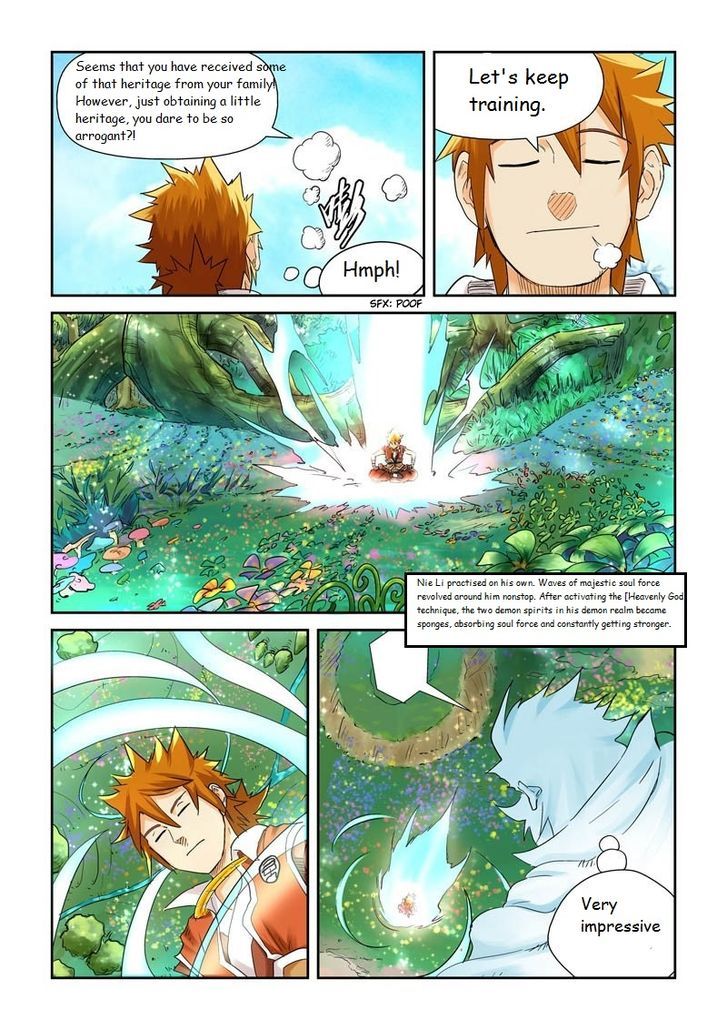 Seems that you have received some
of that heritage from your family!
However, just obtaining a little
heritage, you dare to be so
arrogant?!
嘭
Hmph!
SFX: POOF
Let's keep
training.
Nie Li practised on his own. Waves of majestic soul force
revolved around him nonstop. After activating the [Heavenly God
technique, the two demon spirits in his demon realm became
sponges, absorbing soul force and constantly getting stronger.
Very
impressive